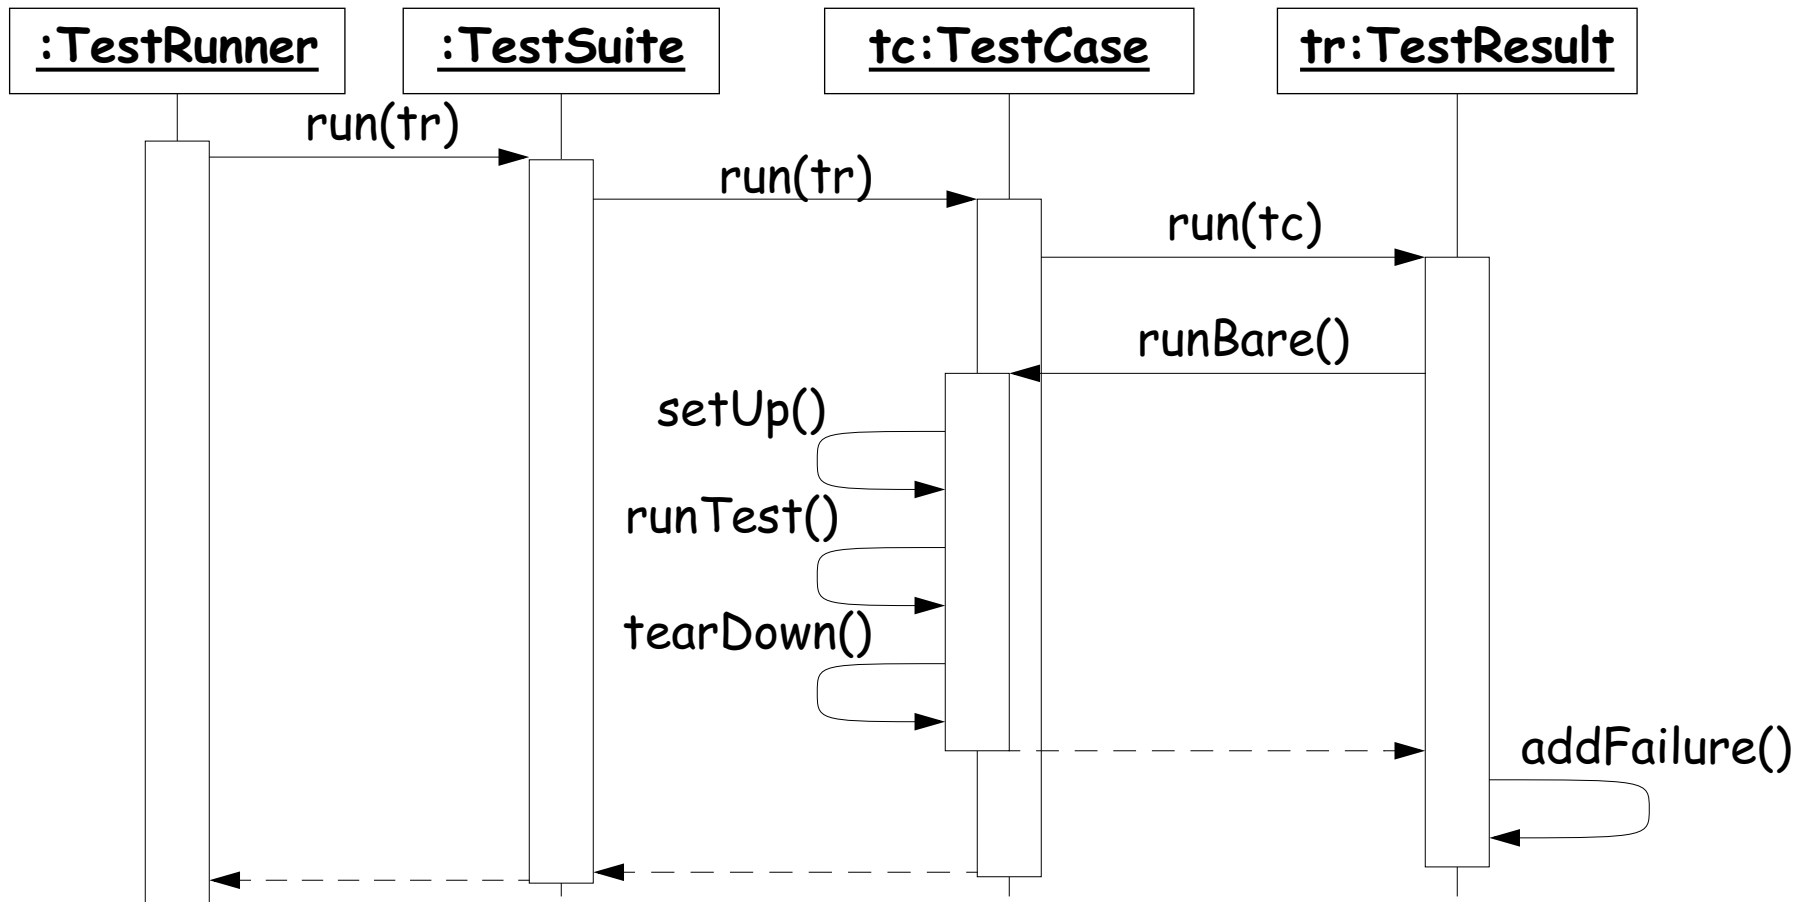 :TestRunner
:TestSuite
tc:TestCase
tr:TestResult
run(tr)
run(tr)
run(tc)
runBare()
setUp()
runTest()
tearDown()
addFailure()